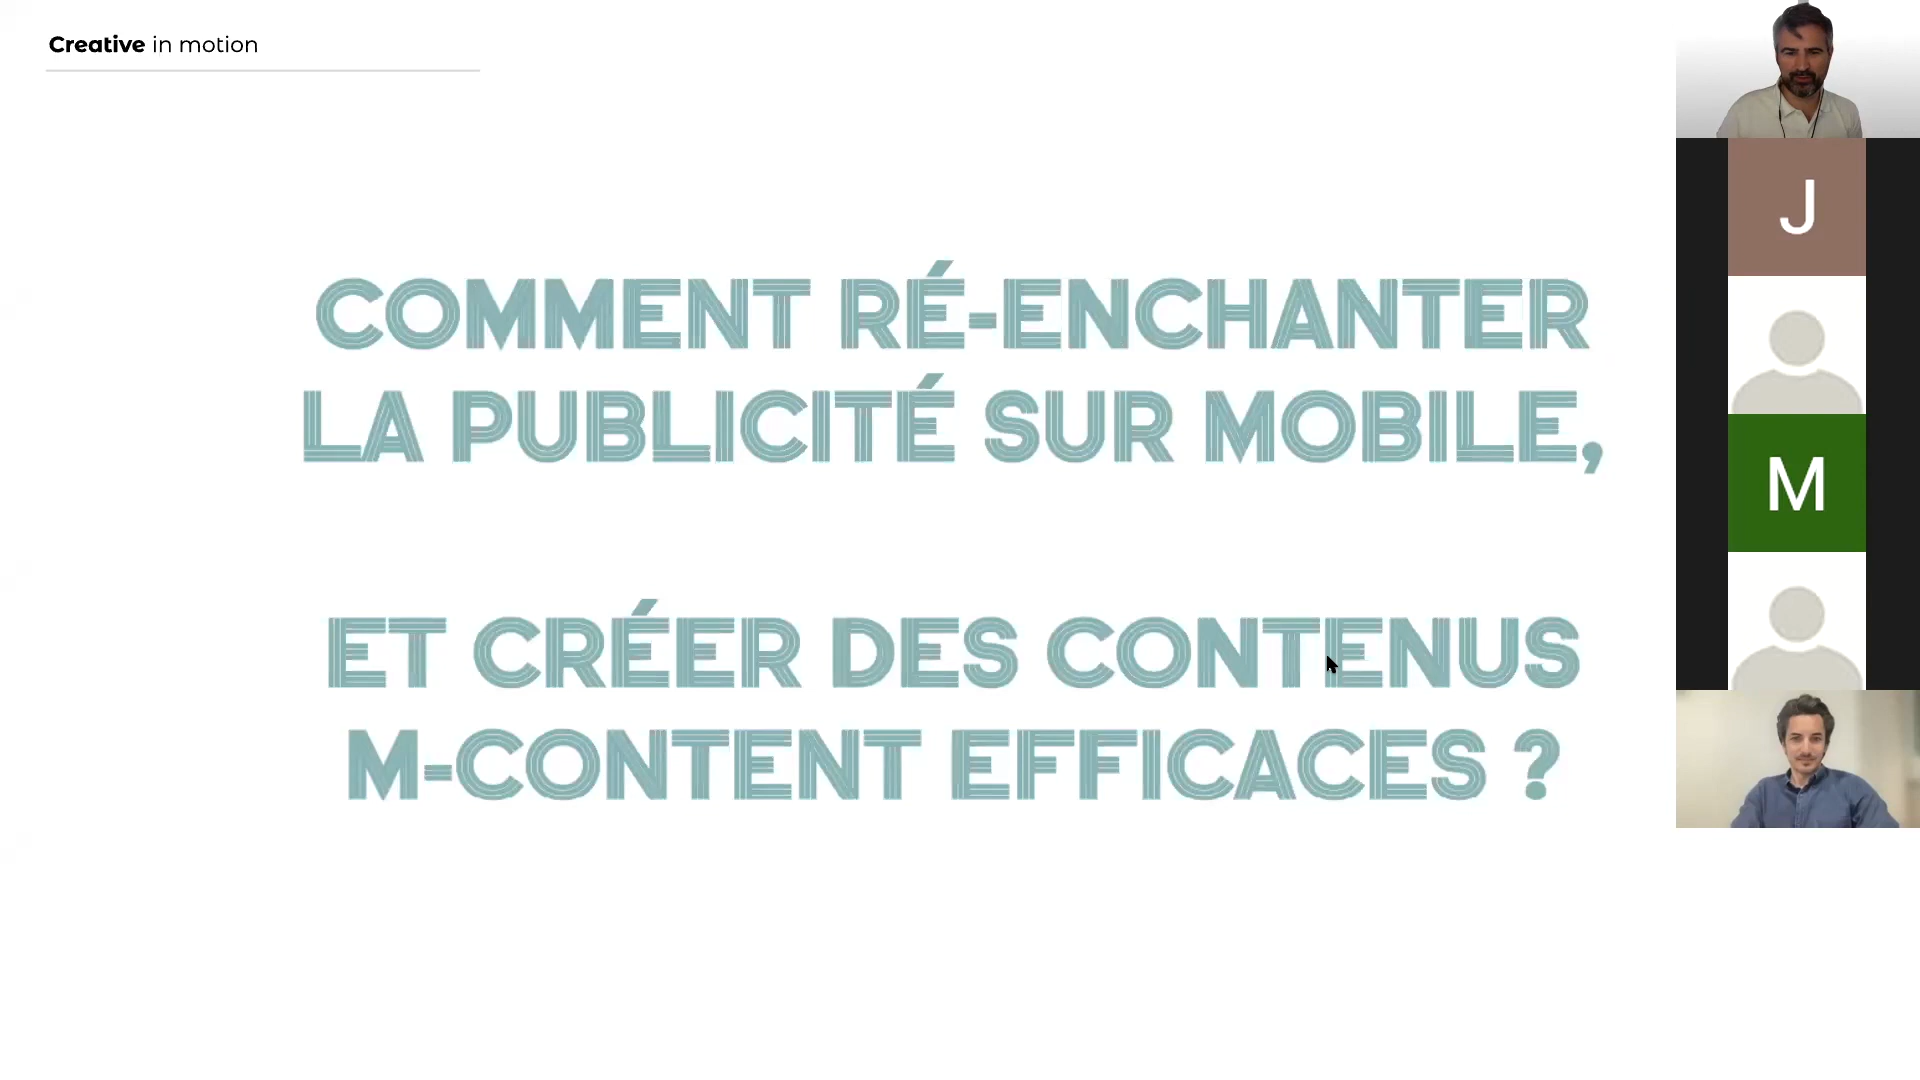 Creative in motion
COMMENT RÉ-ENCHANTER
LA PUBLICITÉ SUR MOBILE,
ET CRÉER DES CONTENUS
M-CONTENT EFFICACES ?
J
M